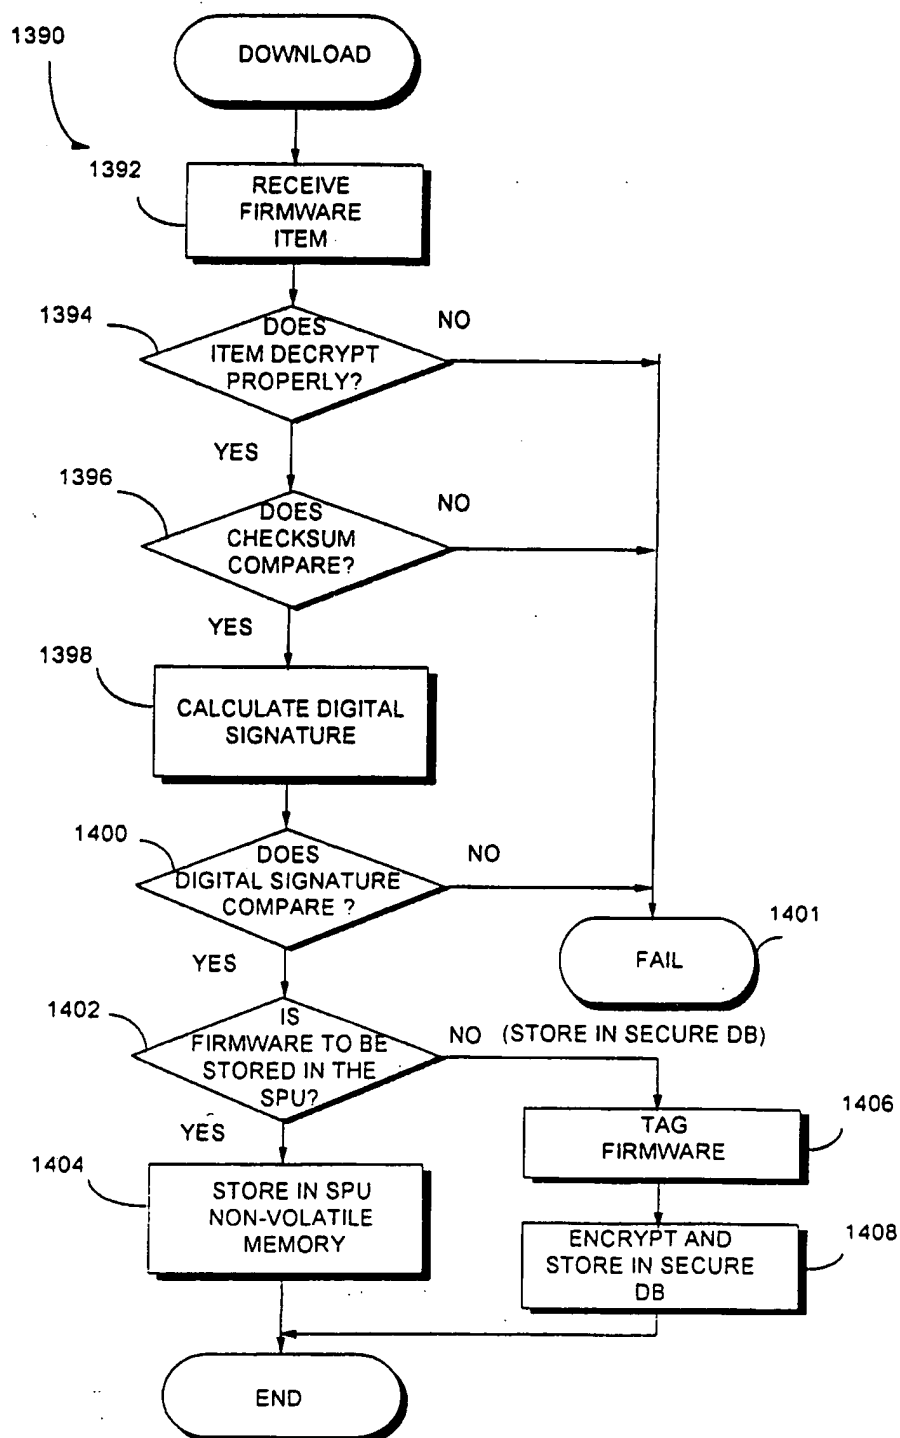 1390
DOWNLOAD
1392
RECEIVE
FIRMWARE
ITEM
1394
DOES
ITEM DECRYPT
PROPERLY?
NO
YES
1396
DOES
CHECKSUM
COMPARE?
NO
YES
1398
CALCULATE DIGITAL
SIGNATURE
1400
DOES
DIGITAL SIGNATURE
COMPARE ?
NO
YES
1401
FAIL
1402
IS
FIRMWARE TO BE
STORED IN THE
SPU?
NO (STORE IN SECURE DB)
YES
1404
STORE IN SPU
NON-VOLATILE
MEMORY
1406
TAG
FIRMWARE
1408
ENCRYPT AND
STORE IN SECURE
DB
END